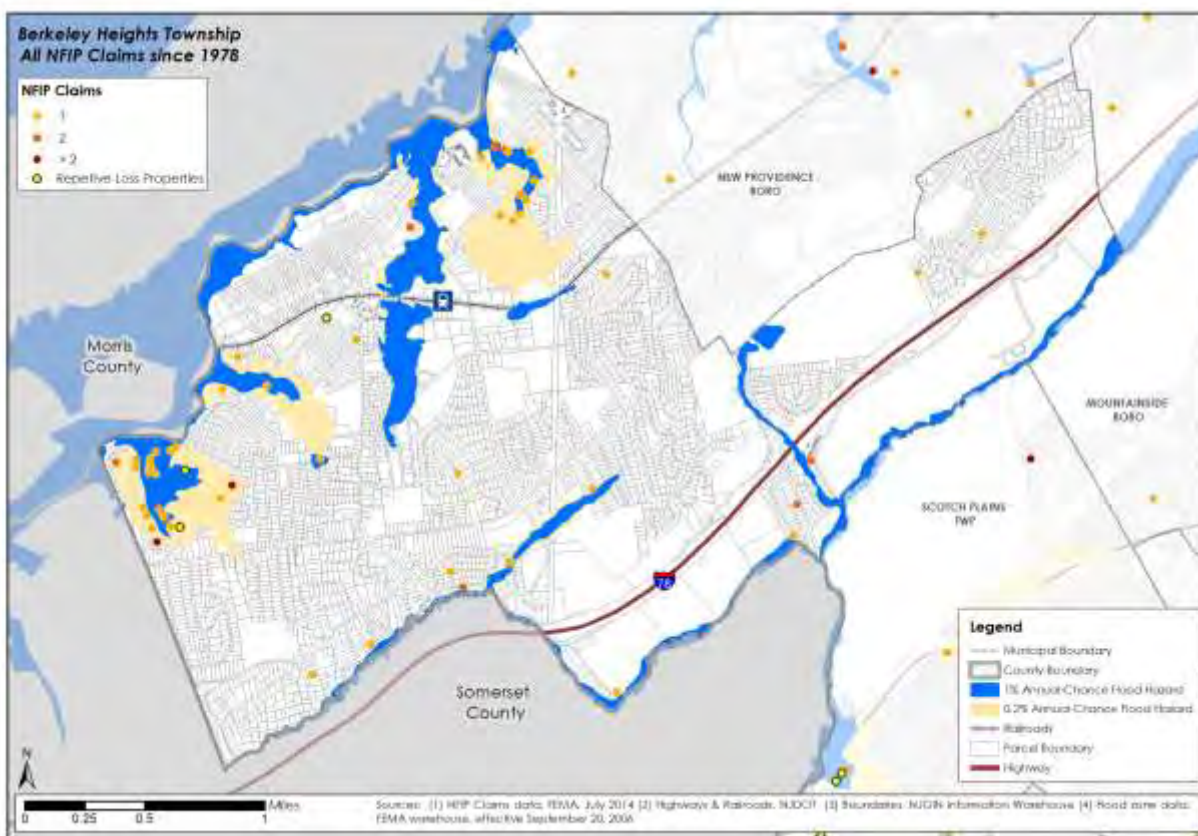 Berkeley Heights Township
All NFIP Claims since 1978
NFIP Claims
1
2
> 2
Repetitive Loss Properties
NEW PROVIDENCE
BORO
Morris
County
MOUNTAINSIDE
BORO
SCOTCH PLAINS
TWP
78
Somerset
County
Legend
Municipal Boundary
County Boundary
1% Annual-Chance Flood Hazard
0.2% Annual-Chance Flood Hazard
Railroads
Parcel Boundary
Highway
N
Miles
0 0.25 0.5 1
Sources: (1) NFIP Claims data, FEMA, July 2014 (2) Highways & Railroads, NJDOT (3) Boundaries, NJGIN Information Warehouse (4) Flood zone data,
FEMA warehouse, effective September 20, 2006